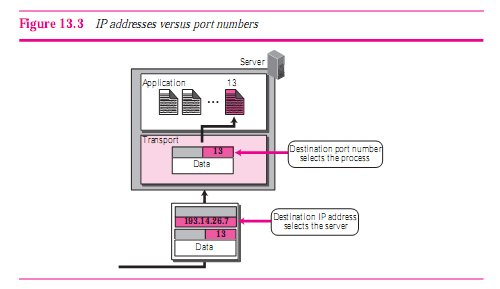 Figure 13.3 IP addresses versus port numbers
Server
Application
13
...
Transport
13
Data
Destination port number
selects the process
193.14.26.7
13
Data
Destination IP address
selects the server